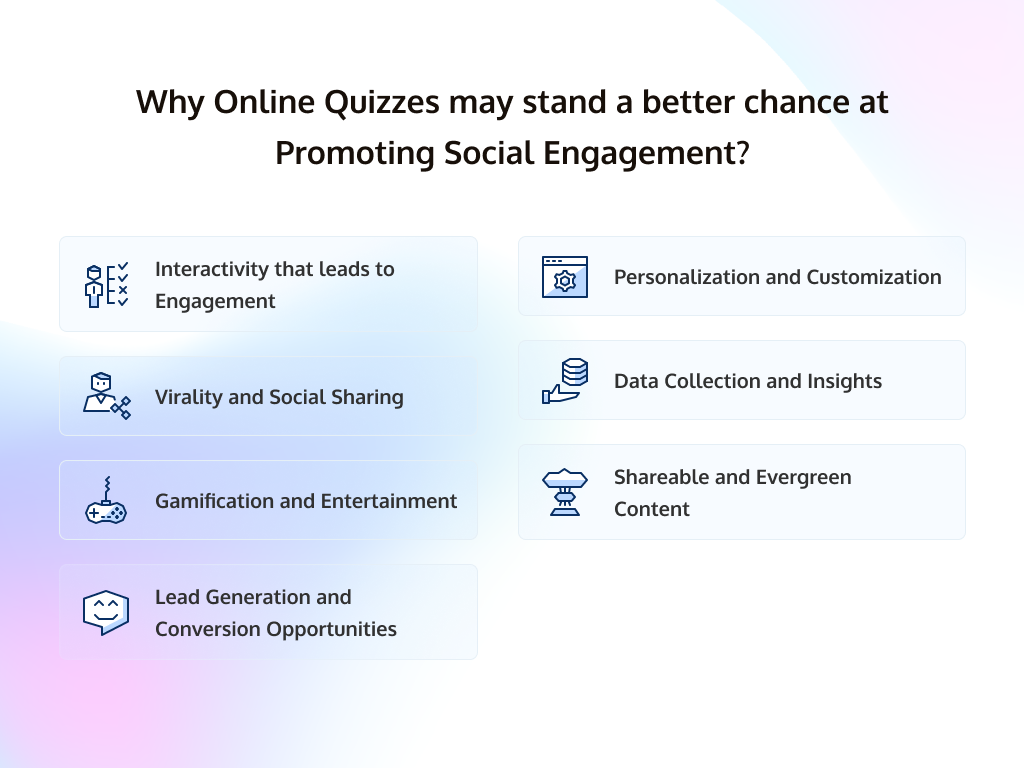 Why Online Quizzes may stand a better chance at
Promoting Social Engagement?
Interactivity that leads to
Engagement
Virality and Social Sharing
Gamification and Entertainment
Lead Generation and
Conversion Opportunities
Personalization and Customization
Data Collection and Insights
Shareable and Evergreen
Content